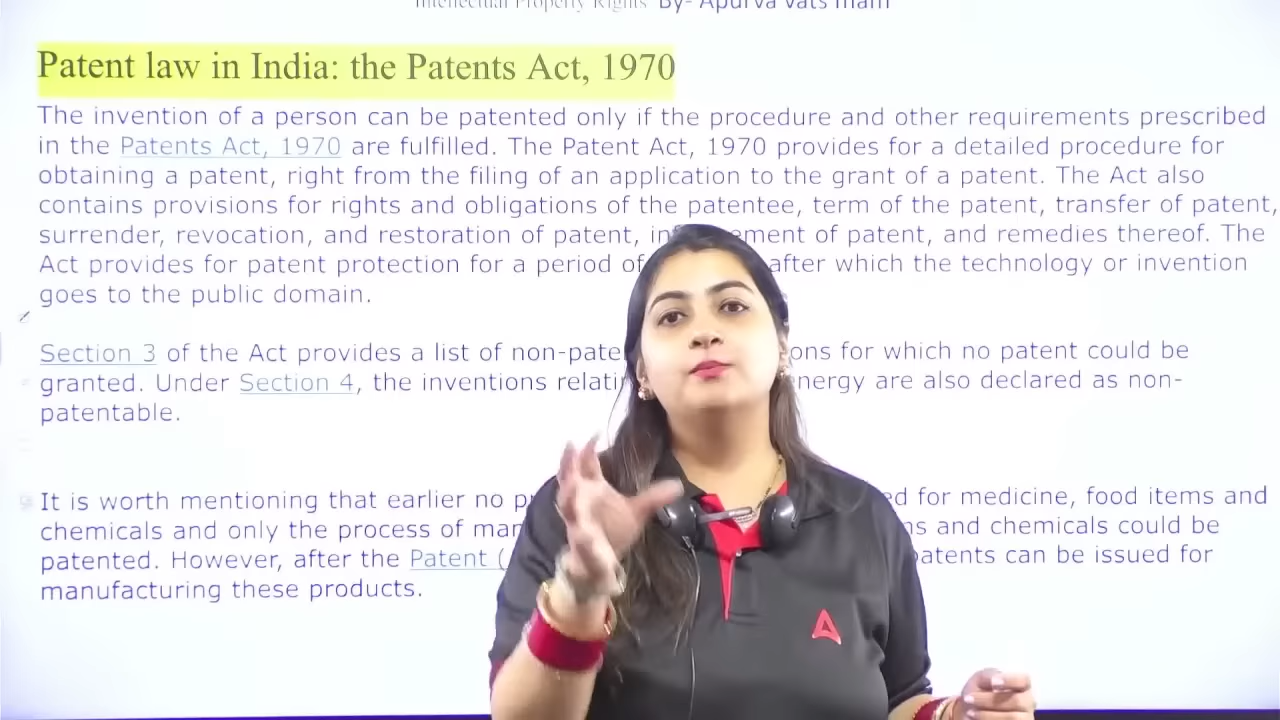 Intellectual Property Rights By- Apurva Vats mam
Patent law in India: the Patents Act, 1970
The invention of a person can be patented only if the procedure and other requirements prescribed
in the Patents Act, 1970 are fulfilled. The Patent Act, 1970 provides for a detailed procedure for
obtaining a patent, right from the filing of an application to the grant of a patent. The Act also
contains provisions for rights and obligations of the patentee, term of the patent, transfer of patent,
surrender, revocation, and restoration of patent, ement of patent, and remedies thereof. The
Act provides for patent protection for a period of after which the technology or invention
goes to the public domain.
Section 3 of the Act provides a list of non-pate ons for which no patent could be
granted. Under Section 4, the inventions relati nergy are also declared as non-
patentable.
It is worth mentioning that earlier no p ed for medicine, food items and
chemicals and only the process of man ns and chemicals could be
patented. However, after the Patent ( patents can be issued for
manufacturing these products.